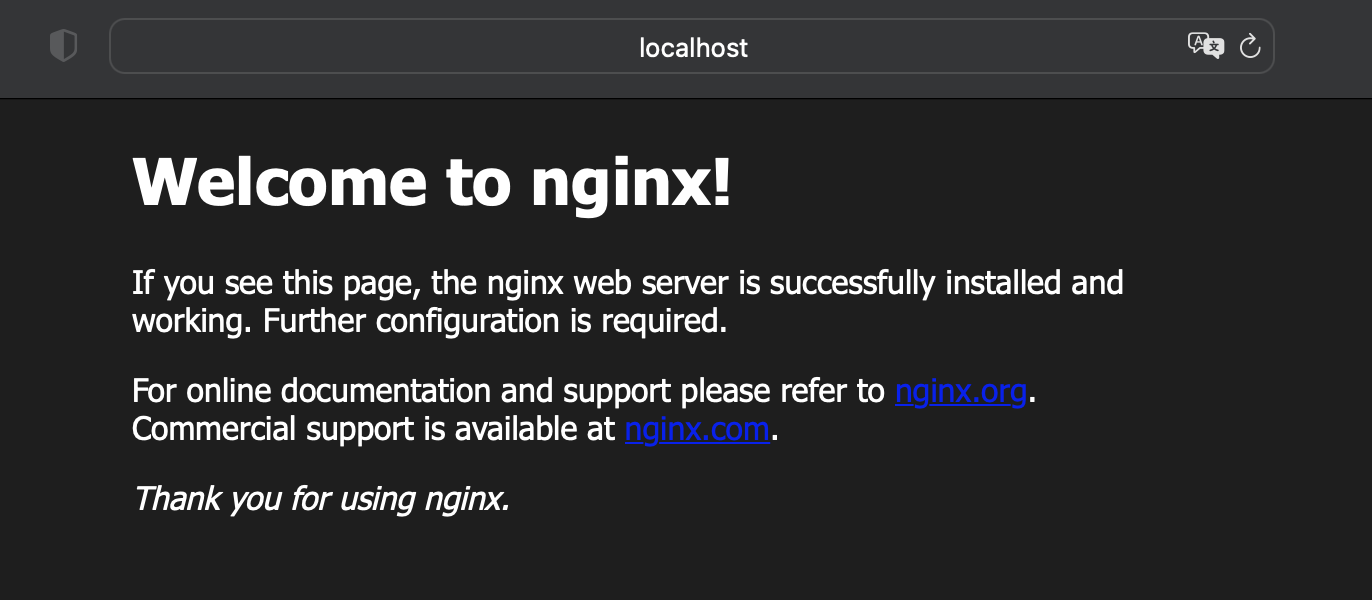 localhost
Welcome to nginx!
If you see this page, the nginx web server is successfully installed and
working. Further configuration is required.
For online documentation and support please refer to nginx.org.
Commercial support is available at nginx.com.
Thank you for using nginx.